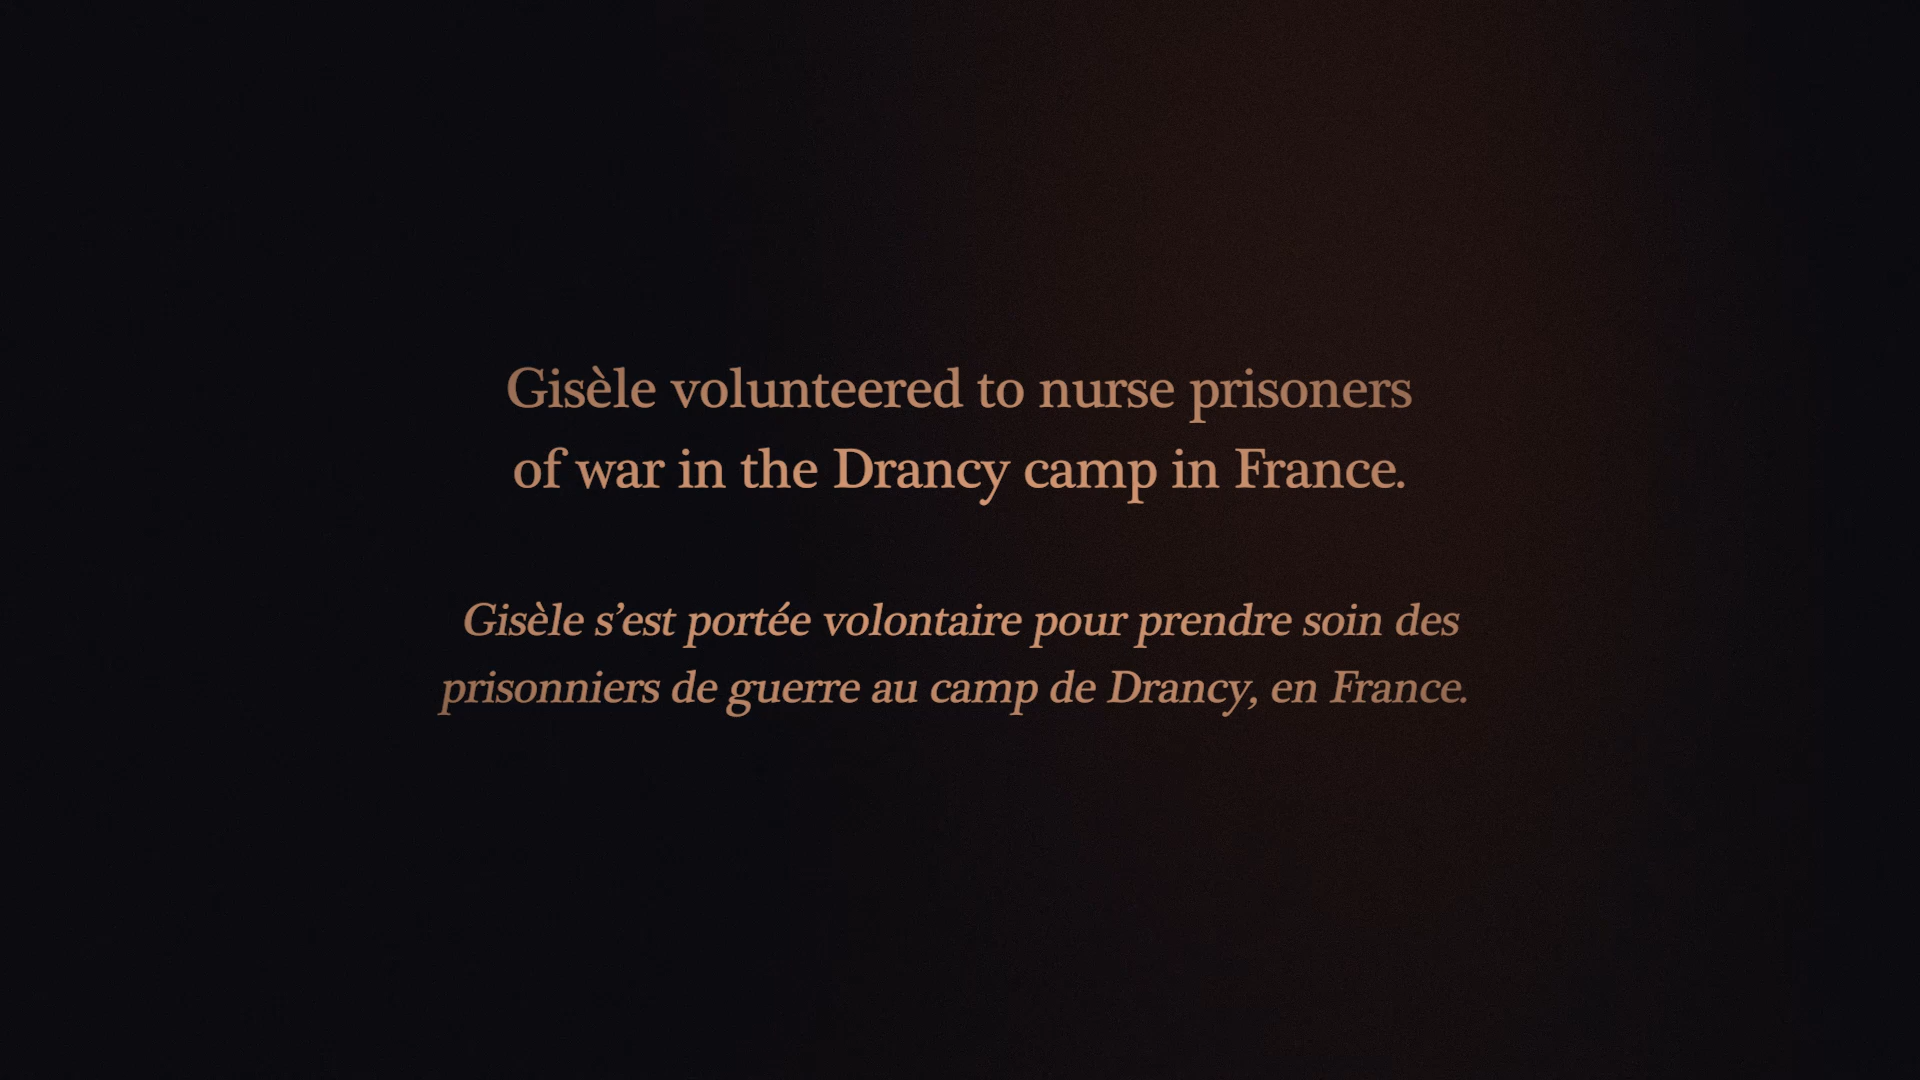 Gisèle volunteered to nurse prisoners
of war in the Drancy camp in France.
Gisèle s’est portée volontaire pour prendre soin des
prisonniers de guerre au camp de Drancy, en France.